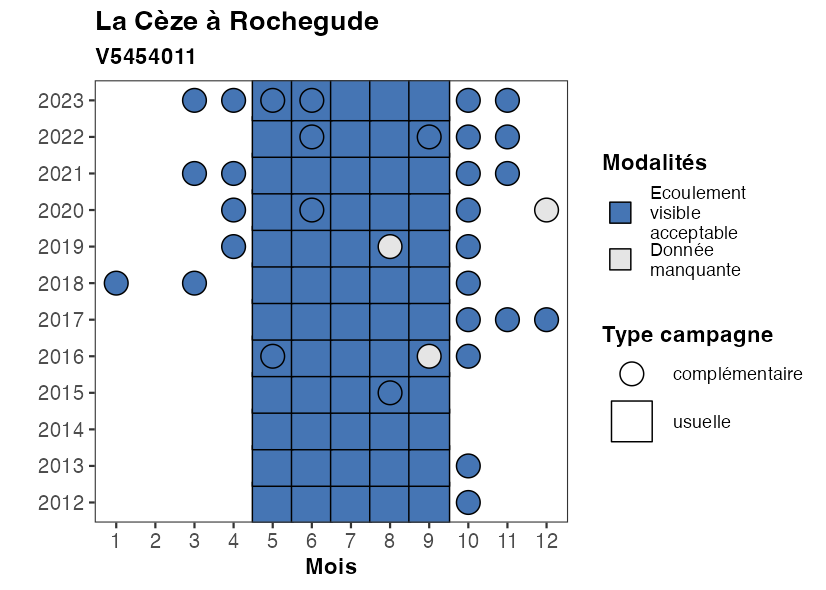 La Cèze à Rochegude
V5454011
2023
2022
2021
2020
2019
2018
2017
2016
2015
2014
2013
2012
1 2 3 4 5 6 7 8 9 10 11 12
Mois
Modalités
Ecoulement
visible
acceptable
Donnée
manquante
Type campagne
complémentaire
usuelle